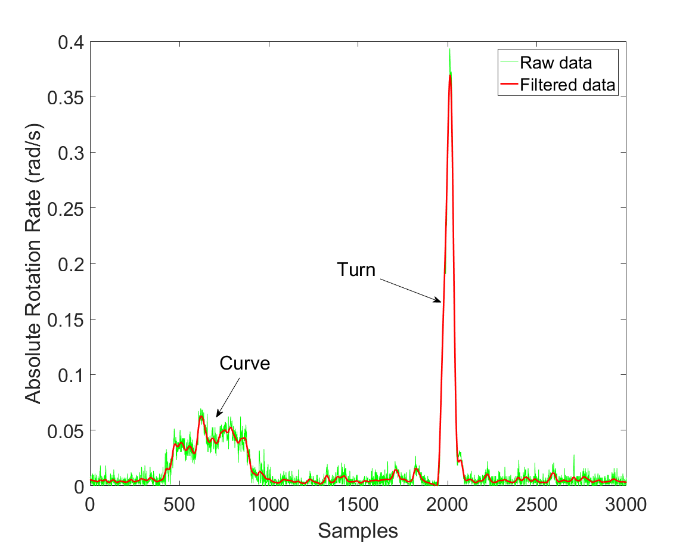 0.4
0.35
0.3
0.25
0.2
0.15
0.1
0.05
0
Absolute Rotation Rate (rad/s)
Raw data
Filtered data
Turn
Curve
0 500 1000 1500 2000 2500 3000
Samples